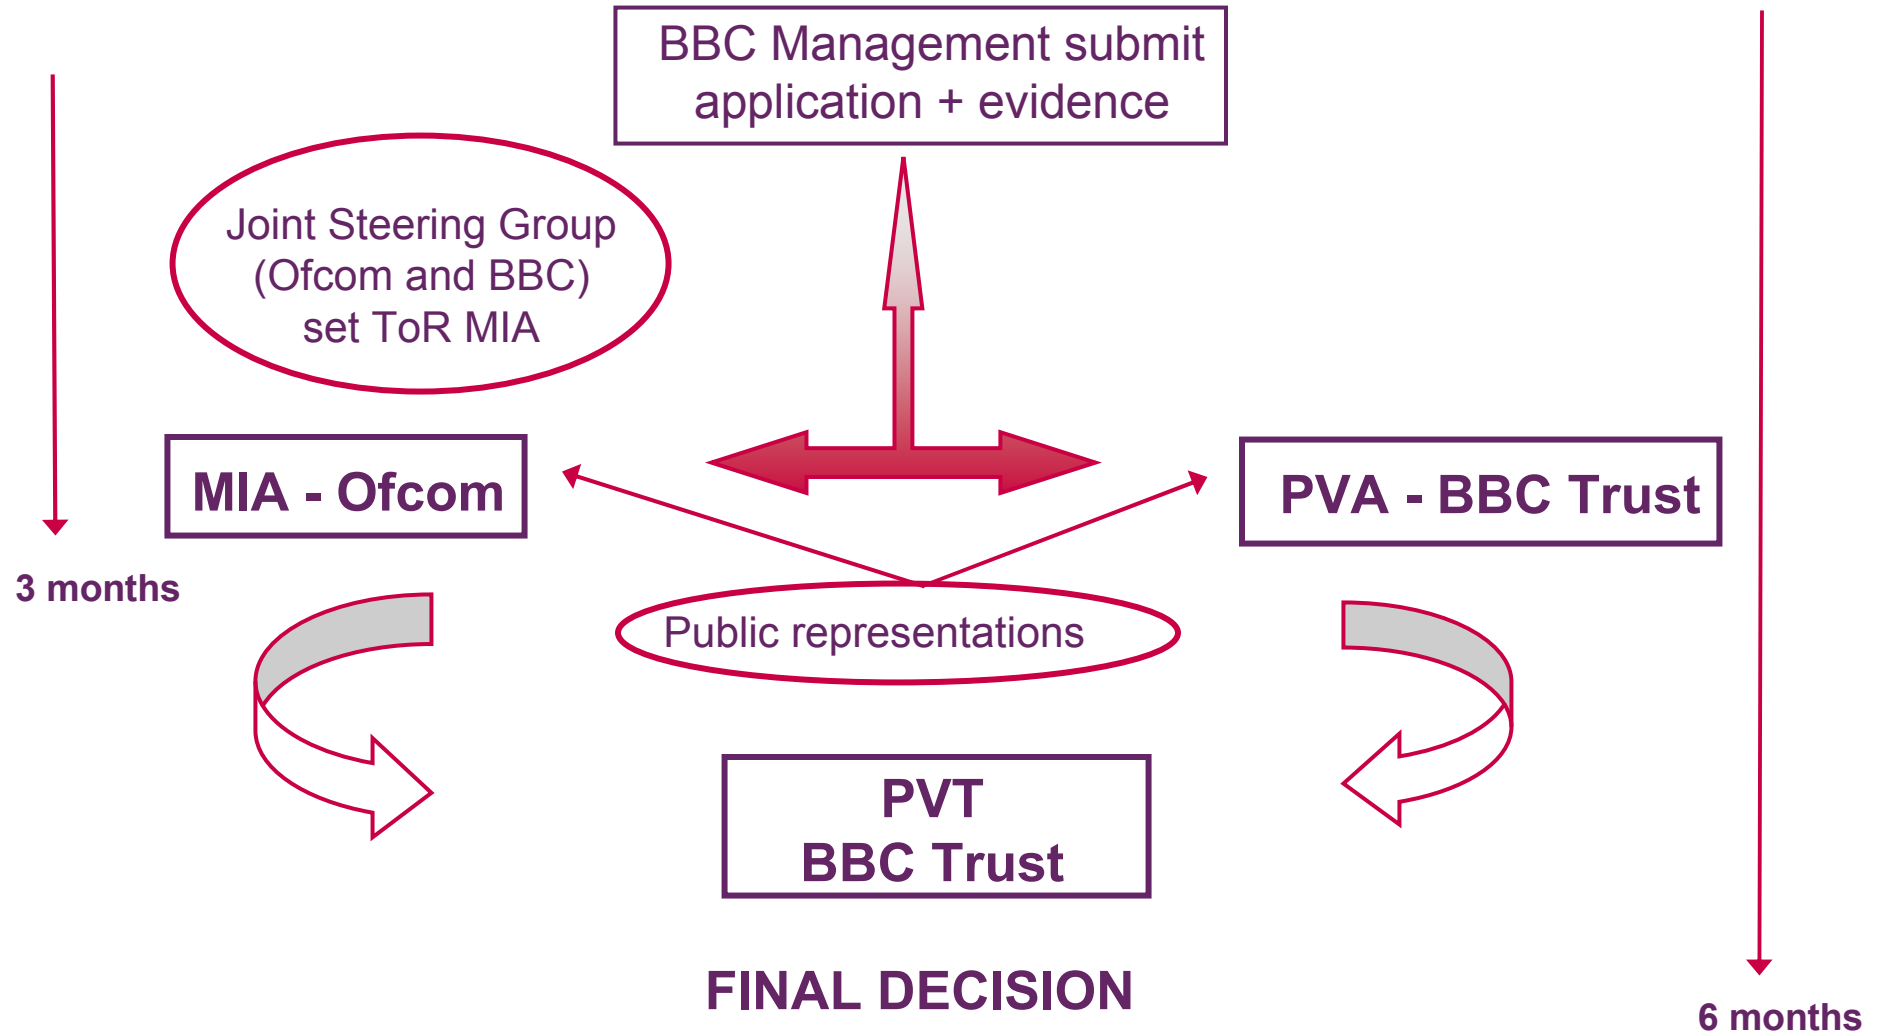 BBC Management submit
application + evidence
Joint Steering Group
(Ofcom and BBC)
set ToR MIA
MIA - Ofcom
PVA - BBC Trust
3 months
Public representations
PVT
BBC Trust
FINAL DECISION
6 months